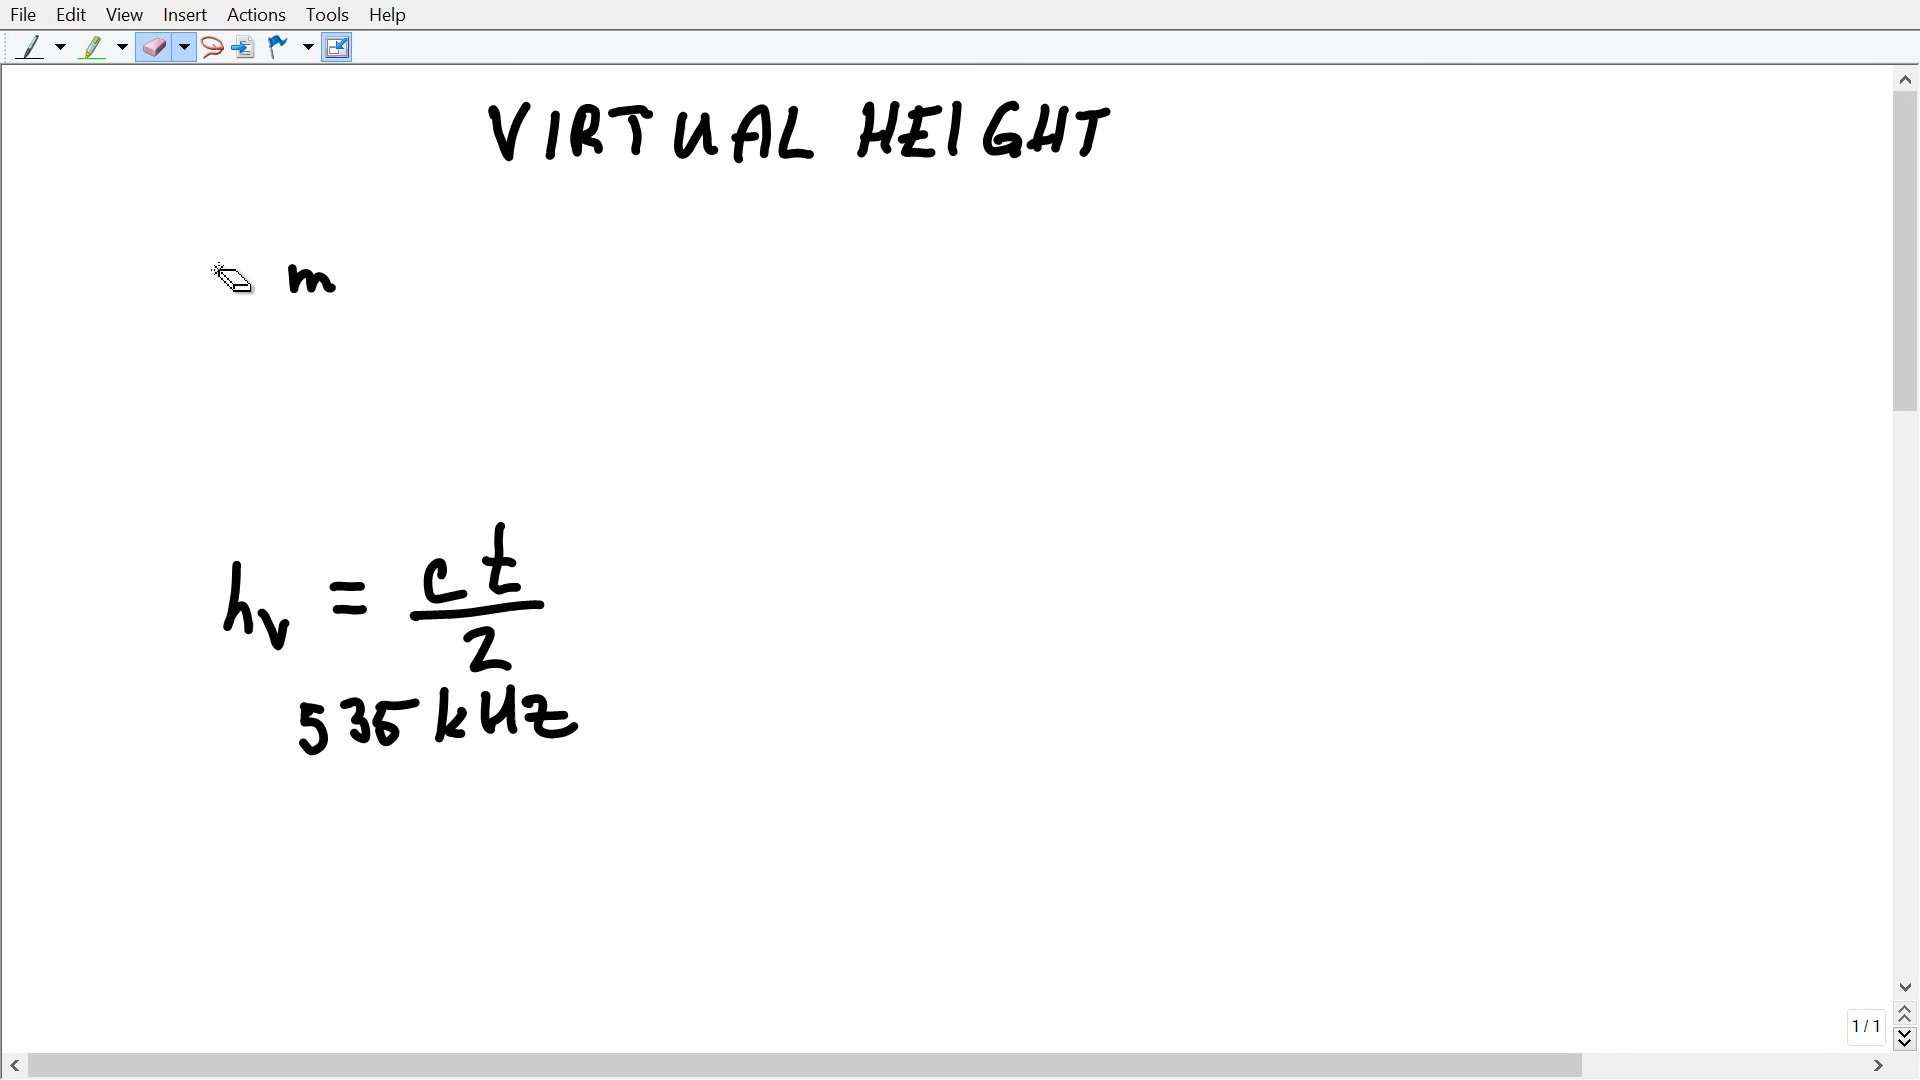 File Edit View Insert Actions Tools Help
VIRTUAL HEIGHT
m
hv = ct/2
535 kHz
1 / 1